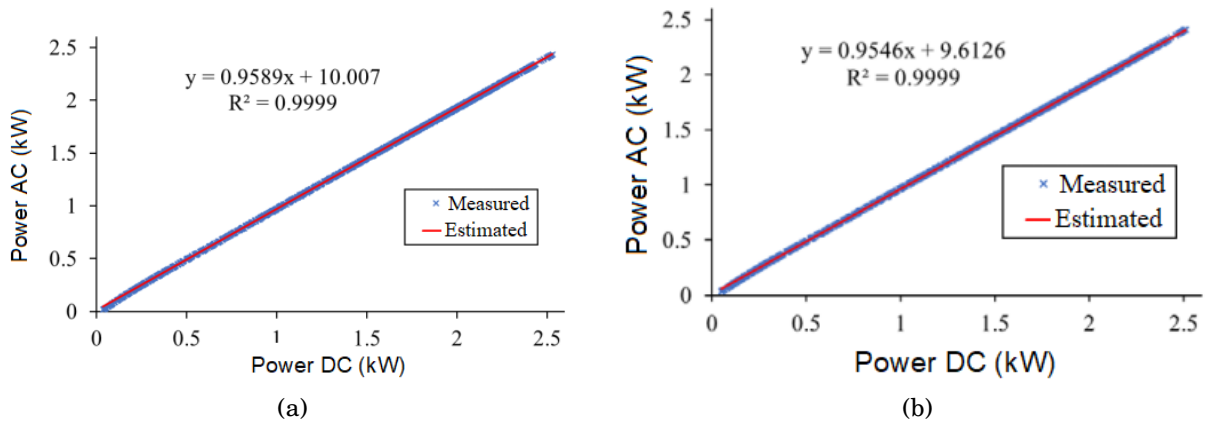 y = 0.9589x + 10.007
R² = 0.9999
Power AC (kW)
2.5
2
1.5
1
0.5
0
Measured
Estimated
0 0.5 1 1.5 2 2.5
Power DC (kW)
(a)
y = 0.9546x + 9.6126
R² = 0.9999
Power AC (kW)
2.5
2
1.5
1
0.5
0
Measured
Estimated
0 0.5 1 1.5 2 2.5
Power DC (kW)
(b)